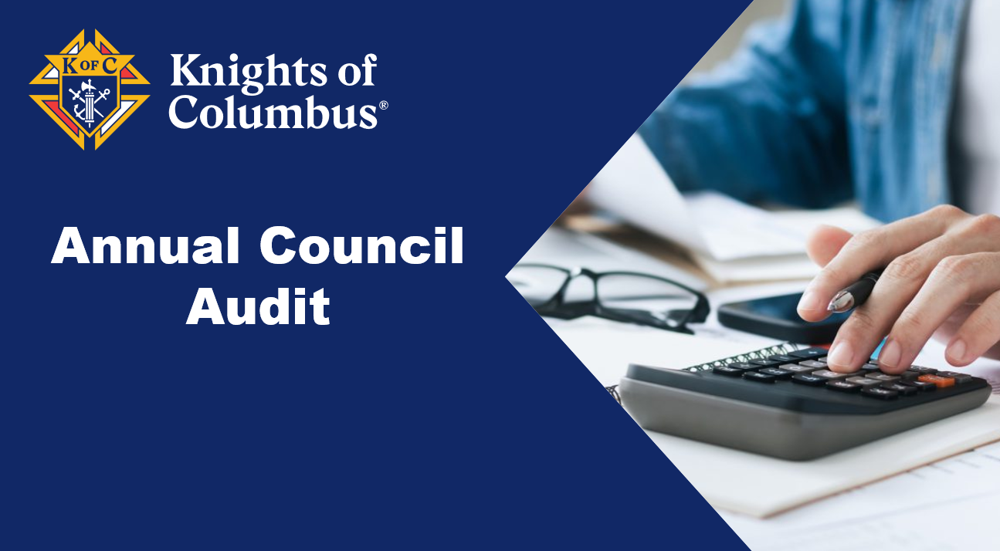 K OF C
Knights of
Columbus®
Annual Council
Audit